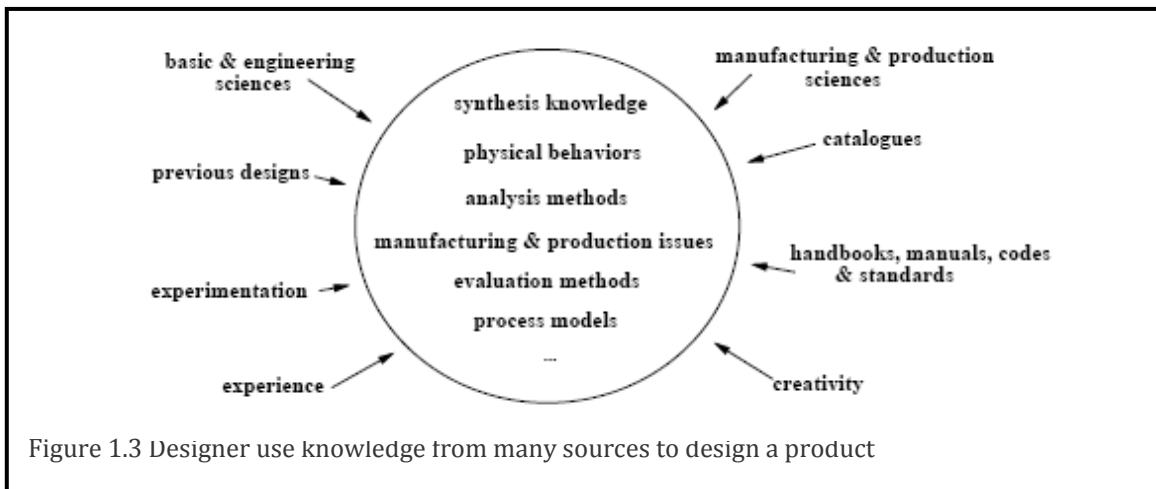 basic & engineering
sciences
manufacturing & production
sciences
synthesis knowledge
catalogues
physical behaviors
previous designs
analysis methods
manufacturing & production issues
handbooks, manuals, codes
& standards
evaluation methods
experimentation
process models
...
experience
creativity
Figure 1.3 Designer use knowledge from many sources to design a product